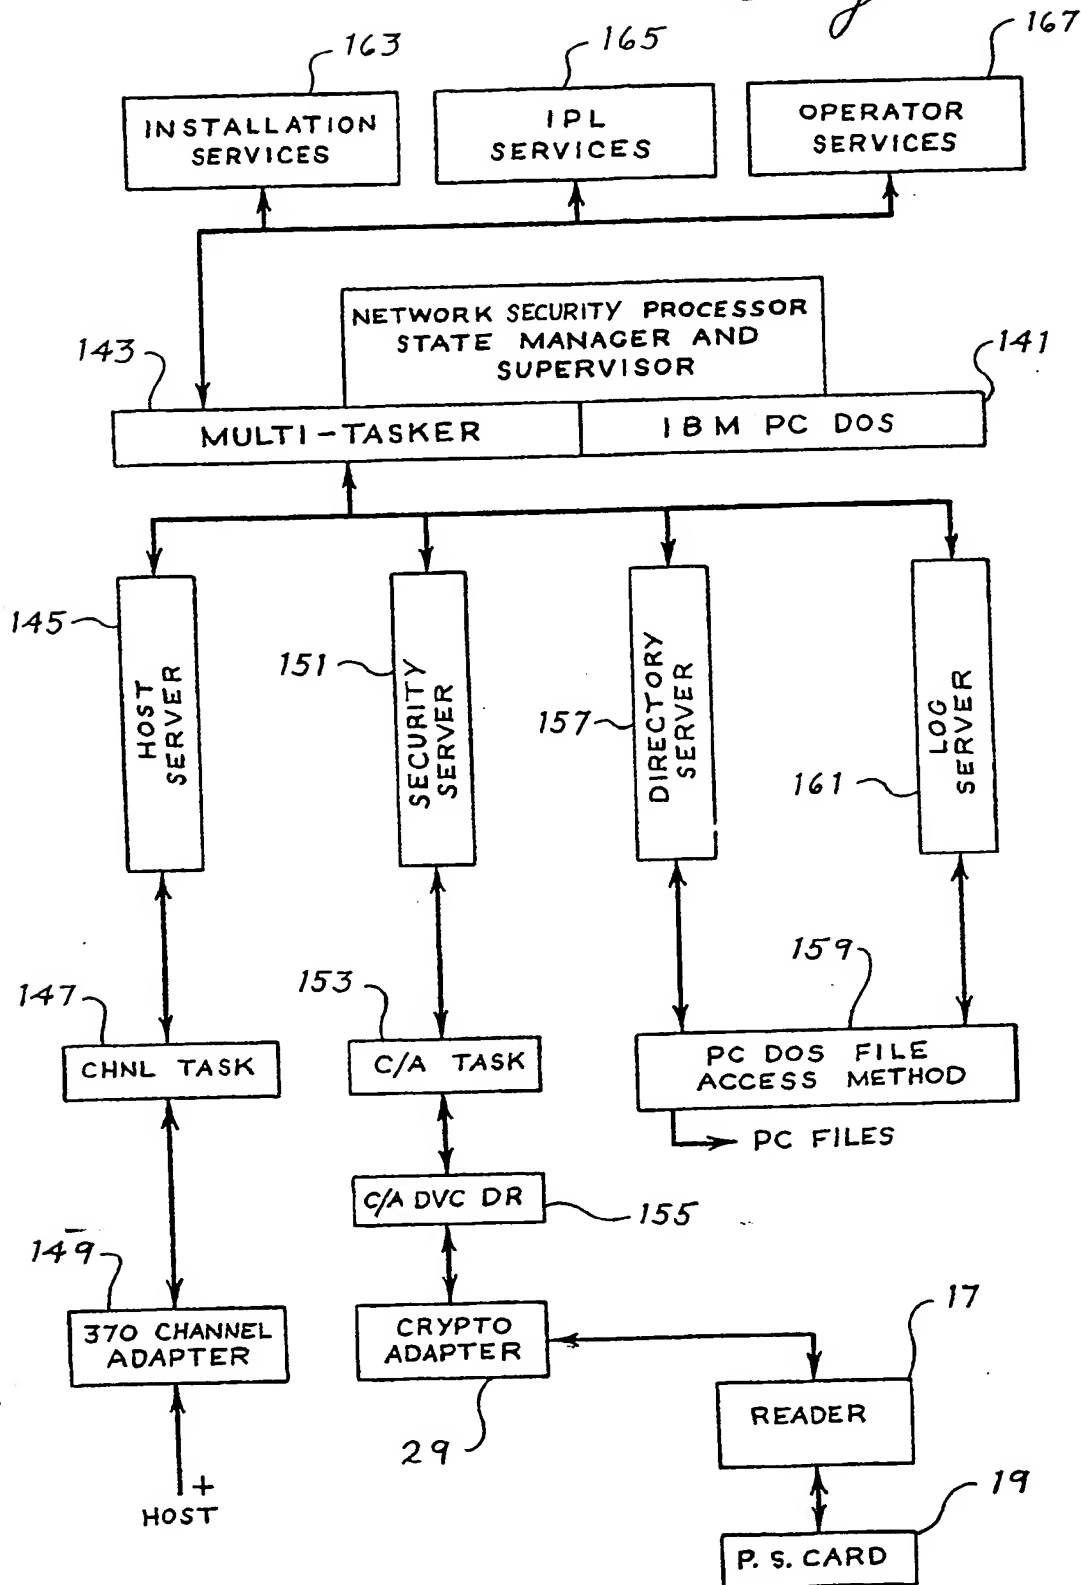 163
165
167
INSTALLATION
SERVICES
IPL
SERVICES
OPERATOR
SERVICES
NETWORK SECURITY PROCESSOR
STATE MANAGER AND
SUPERVISOR
143
141
MULTI-TASKER
IBM PC DOS
145
HOST
SERVER
151
SECURITY
SERVER
157
DIRECTORY
SERVER
161
LOG
SERVER
147
CHNL TASK
153
C/A TASK
159
PC DOS FILE
ACCESS METHOD
PC FILES
C/A DVC DR
155
149
370 CHANNEL
ADAPTER
CRYPTO
ADAPTER
29
17
READER
+
HOST
19
P. S. CARD